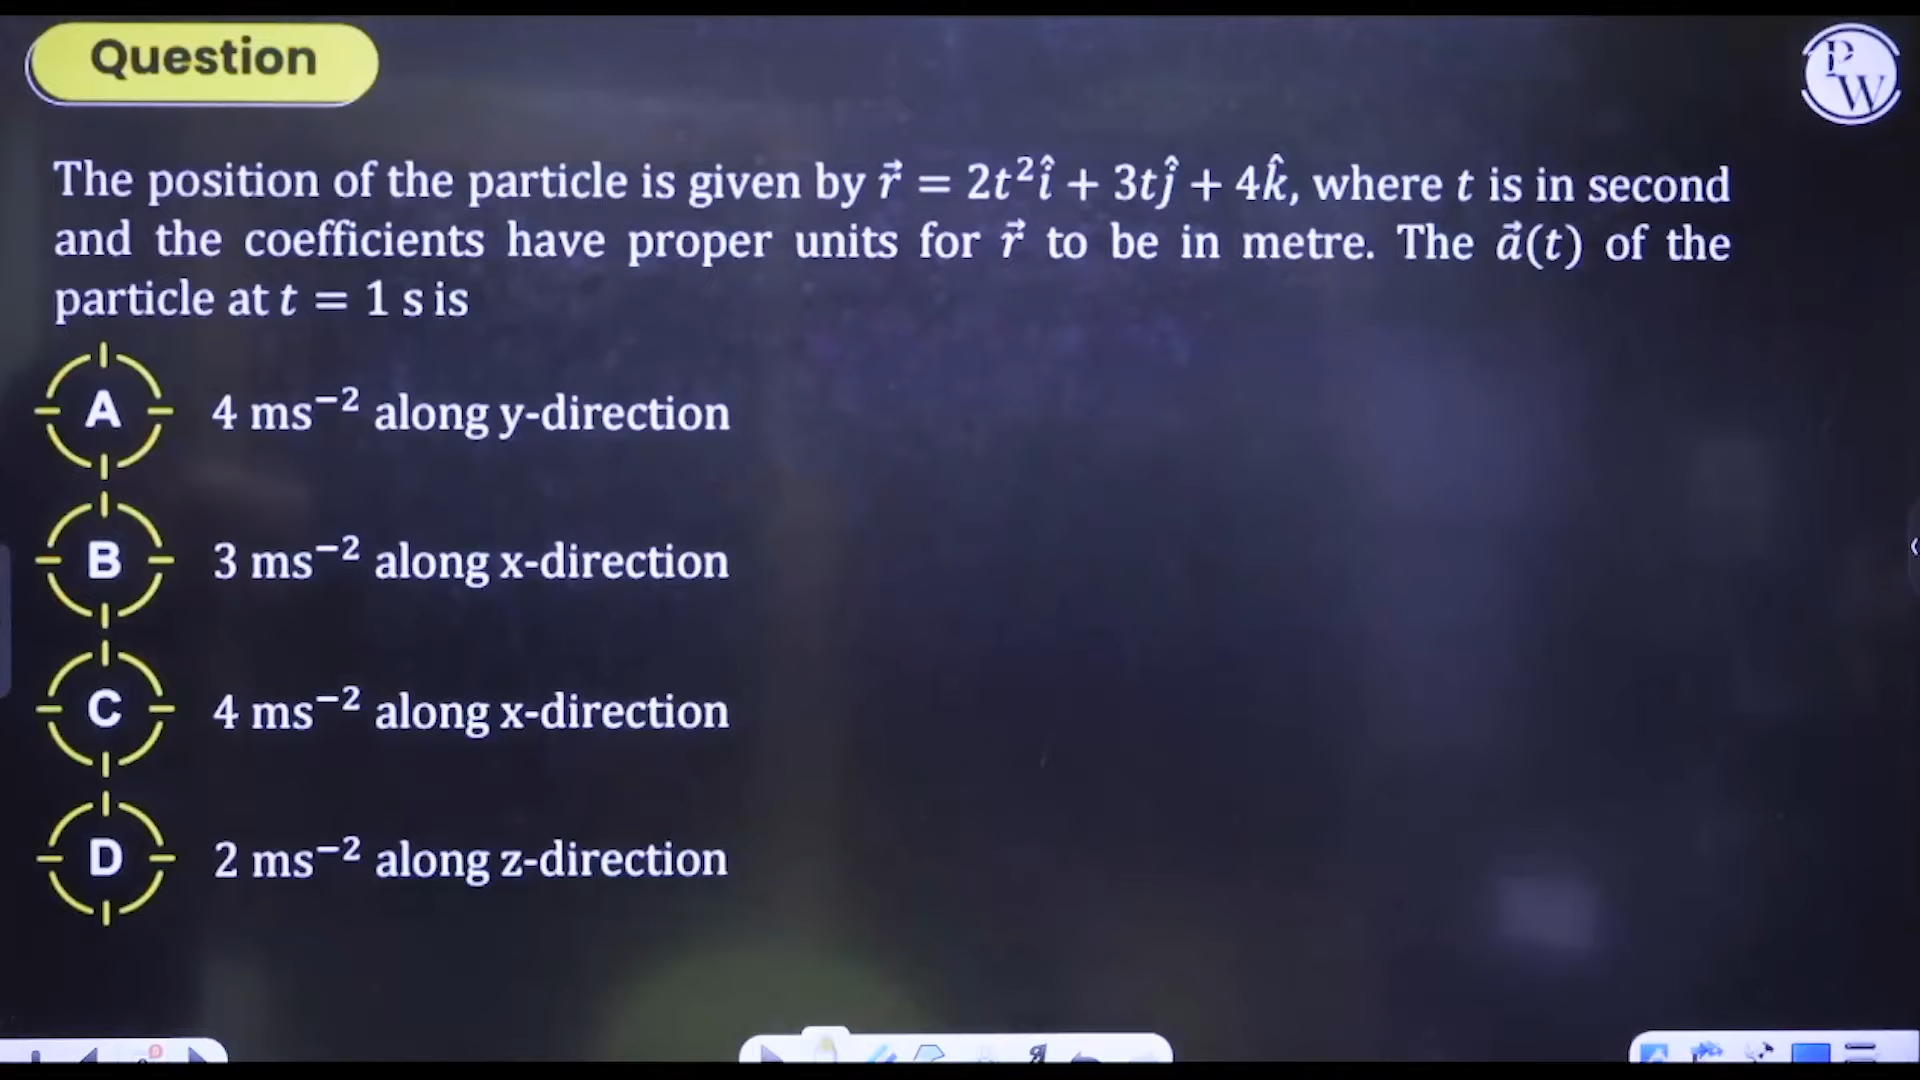 Question
PW
The position of the particle is given by r⃗ = 2t²î + 3tĵ + 4k̂, where t is in second
and the coefficients have proper units for r⃗ to be in metre. The a⃗(t) of the
particle at t = 1 s is
A 4 ms⁻² along y-direction
B 3 ms⁻² along x-direction
C 4 ms⁻² along x-direction
D 2 ms⁻² along z-direction